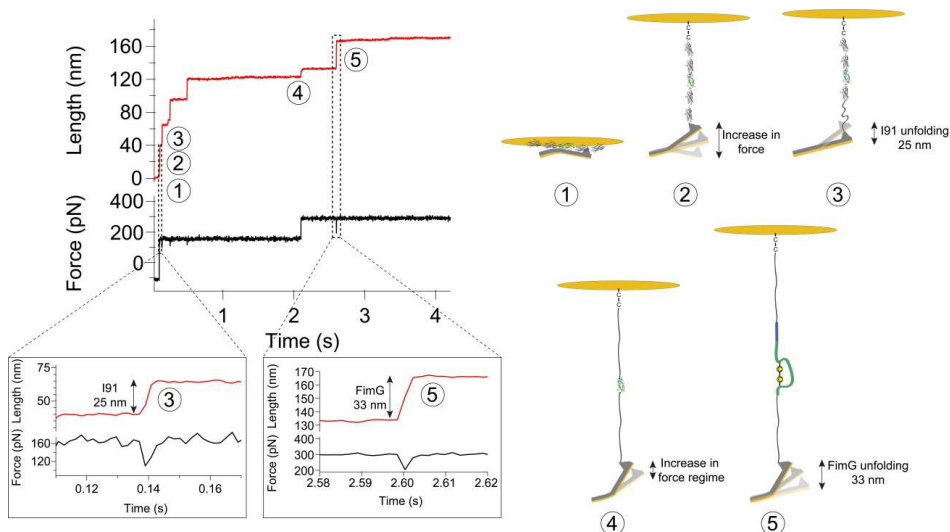 Length (nm)
160
120
80
40
0
⑤
④
③
②
①
Force (pN)
400
200
0
1
2
3
4
Time (s)
Length (nm)
75
50
I91
25 nm
③
Force (pN)
160
120
0.12
0.14
0.16
Time (s)
Length (nm)
170
160
150
140
130
FimG
33 nm
⑤
Force (pN)
400
300
200
2.58
2.59
2.60
2.61
2.62
Time (s)
①
C
C
Increase in
force
②
C
C
I91 unfolding
25 nm
③
C
C
Increase in
force regime
④
C
C
FimG unfolding
33 nm
⑤